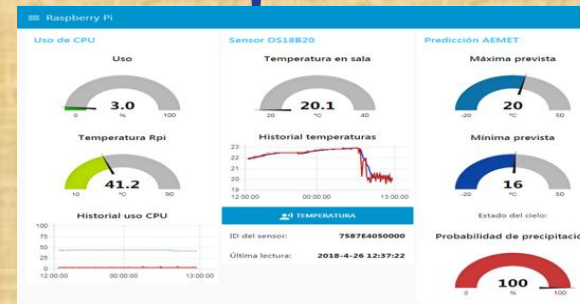 Raspberry Pi
Uso de CPU
Uso
3.0
0 100
Temperatura Rpi
41.2
10 °C 90
Historial uso CPU
100
75
50
25
0
12:00:00 00:00:00 13:00:00
Sensor DS18B20
Temperatura en sala
20.1
20 °C 40
Historial temperaturas
23
22
21
20
19
12:00:00 00:00:00 13:00:00
TEMPERATURA
ID del sensor: 7587E4050000
Última lectura: 2018-4-26 12:37:22
Predicción AEMET
Máxima prevista
20
-20 °C 50
Mínima prevista
16
-20 °C 50
Estado del cielo:
Probabilidad de precipitació
100
0 % 100